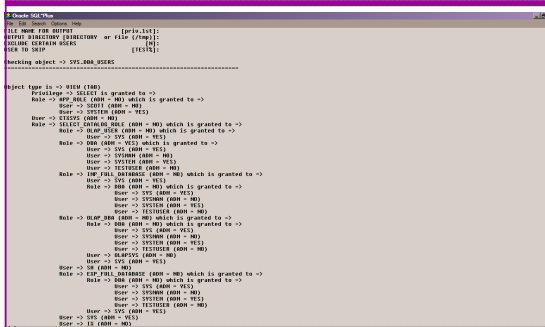 Oracle SQL*Plus
File Edit Search Options Help
FILE NAME FOR OUTPUT [priv.lst]:
OUTPUT DIRECTORY [DIRECTORY or file (/tmp)]:
EXCLUDE CERTAIN USERS [N]:
USER TO SKIP [TEST%]:
Checking object => SYS.DBA_USERS
====================================================================
Object type is => VIEW (TAB)
Privilege => SELECT is granted to =>
Role => APP_ROLE (ADM = NO) which is granted to =>
User => SCOTT (ADM = NO)
User => SYSTEM (ADM = YES)
User => CTXSYS (ADM = NO)
Role => SELECT_CATALOG_ROLE (ADM = NO) which is granted to =>
Role => OLAP_USER (ADM = NO) which is granted to =>
User => SYS (ADM = YES)
Role => DBA (ADM = YES) which is granted to =>
User => SYS (ADM = YES)
User => SYSMAN (ADM = NO)
User => SYSTEM (ADM = YES)
User => TESTUSER (ADM = NO)
Role => IMP_FULL_DATABASE (ADM = NO) which is granted to =>
User => SYS (ADM = YES)
Role => DBA (ADM = NO) which is granted to =>
User => SYS (ADM = YES)
User => SYSMAN (ADM = NO)
User => SYSTEM (ADM = YES)
User => TESTUSER (ADM = NO)
Role => OLAP_DBA (ADM = NO) which is granted to =>
Role => DBA (ADM = NO) which is granted to =>
User => SYS (ADM = YES)
User => SYSMAN (ADM = NO)
User => SYSTEM (ADM = YES)
User => TESTUSER (ADM = NO)
User => OLAPSYS (ADM = NO)
User => SYS (ADM = YES)
User => SH (ADM = NO)
Role => EXP_FULL_DATABASE (ADM = NO) which is granted to =>
Role => DBA (ADM = NO) which is granted to =>
User => SYS (ADM = YES)
User => SYSMAN (ADM = NO)
User => SYSTEM (ADM = YES)
User => TESTUSER (ADM = NO)
User => SYS (ADM = YES)
User => SYS (ADM = YES)
User => IX (ADM = NO)